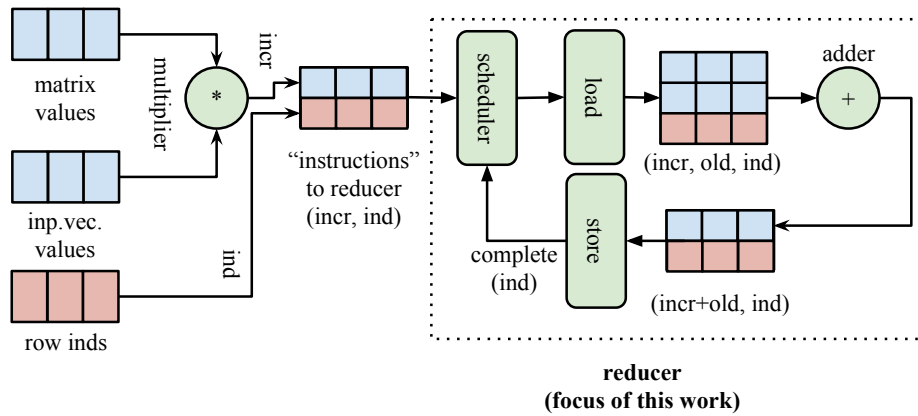 matrix
values
multiplier
*
incr
inp.vec.
values
ind
row inds
“instructions”
to reducer
(incr, ind)
scheduler
load
(incr, old, ind)
adder
+
complete
(ind)
store
(incr+old, ind)
reducer
(focus of this work)